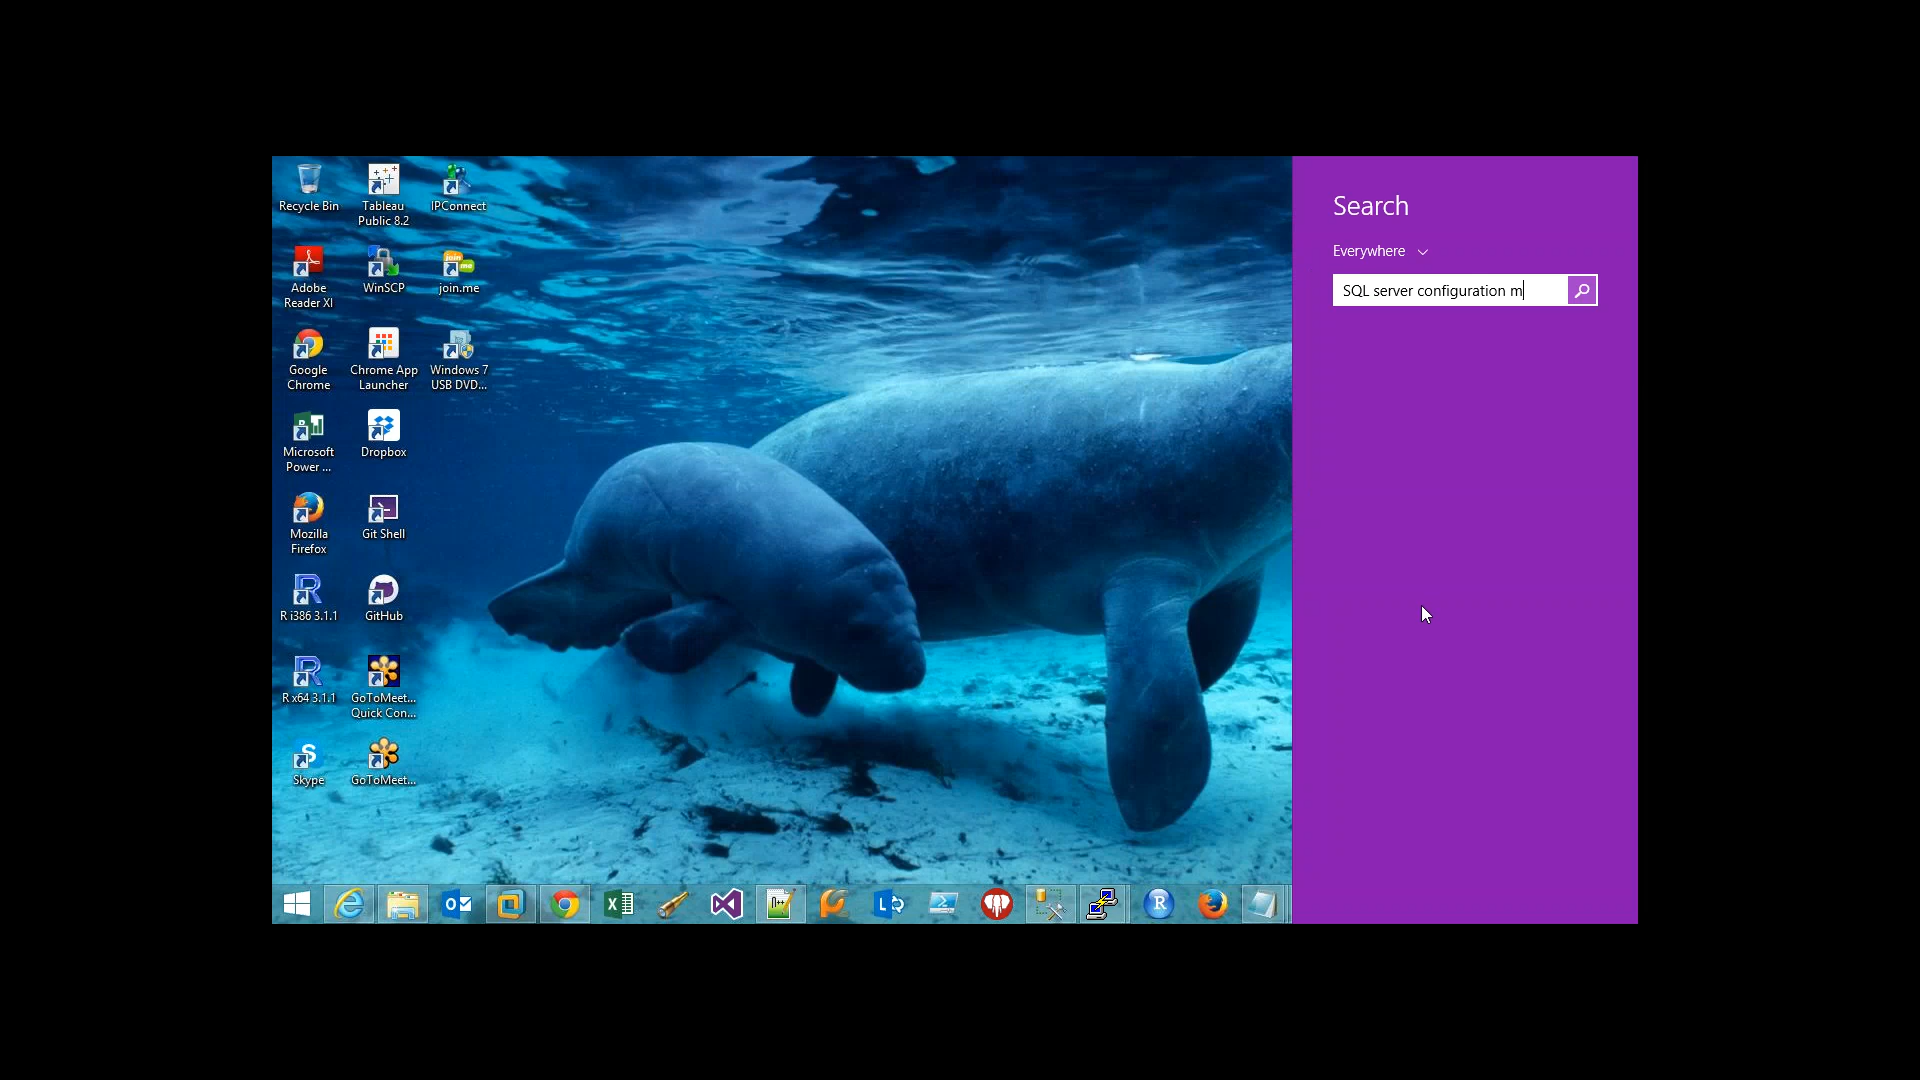 Recycle Bin
Tableau
Public 8.2
IPConnect
Adobe
Reader XI
WinSCP
join.me
Google
Chrome
Chrome App
Launcher
Windows 7
USB DVD...
Microsoft
Power ...
Dropbox
Mozilla
Firefox
Git Shell
R i386 3.1.1
GitHub
R x64 3.1.1
GoToMeet...
Quick Con...
Skype
GoToMeet...
Search
Everywhere
SQL server configuration m